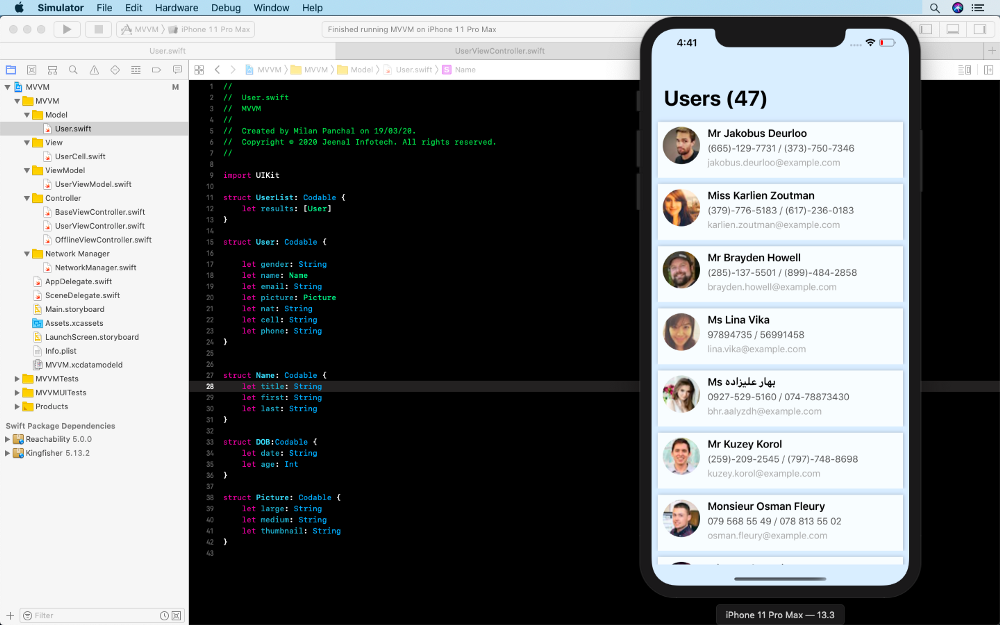 Simulator File Edit Hardware Debug Window Help
MVVM iPhone 11 Pro Max
Finished running MVVM on iPhone 11 Pro Max
User.swift
UserViewController.swift
MVVM MVVM Model User.swift Name
MVVM M
MVVM
Model
User.swift
View
UserCell.swift
ViewModel
UserViewModel.swift
Controller
BaseViewController.swift
UserViewController.swift
OfflineViewController.swift
Network Manager
NetworkManager.swift
AppDelegate.swift
SceneDelegate.swift
Main.storyboard
Assets.xcassets
LaunchScreen.storyboard
Info.plist
MVVM.xcdatamodeld
MVVMTests
MVVMUITests
Products
Swift Package Dependencies
Reachability 5.0.0
Kingfisher 5.13.2
Filter
1 //
2 // User.swift
3 // MVVM
4 //
5 // Created by Milan Panchal on 19/03/20.
6 // Copyright © 2020 Jeenal Infotech. All rights reserved.
7 //
8
9 import UIKit
10
11 struct UserList: Codable {
12 let results: [User]
13 }
14
15 struct User: Codable {
16
17 let gender: String
18 let name: Name
19 let email: String
20 let picture: Picture
21 let nat: String
22 let cell: String
23 let phone: String
24 }
25
26
27 struct Name: Codable {
28 let title: String
29 let first: String
30 let last: String
31 }
32
33 struct DOB:Codable {
34 let date: String
35 let age: Int
36 }
37
38 struct Picture: Codable {
39 let large: String
40 let medium: String
41 let thumbnail: String
42 }
43
4:41
Users (47)
Mr Jakobus Deurloo
(665)-129-7731 / (373)-750-7346
jakobus.deurloo@example.com
Miss Karlien Zoutman
(379)-776-5183 / (617)-236-0183
karlien.zoutman@example.com
Mr Brayden Howell
(285)-137-5501 / (899)-484-2858
brayden.howell@example.com
Ms Lina Vika
97894735 / 56991458
lina.vika@example.com
Ms بهار علیزاده
0927-529-5160 / 074-78873430
bhr.aalyzdh@example.com
Mr Kuzey Korol
(259)-209-2545 / (797)-748-8698
kuzey.korol@example.com
Monsieur Osman Fleury
079 568 55 49 / 078 813 55 02
osman.fleury@example.com
iPhone 11 Pro Max — 13.3